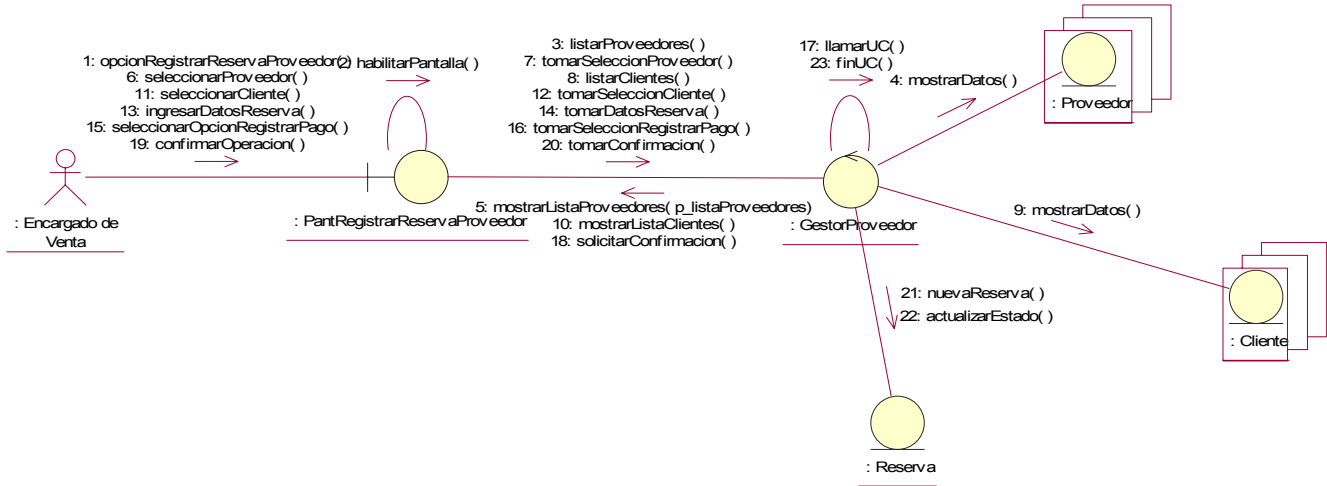 1: opcionRegistrarReservaProveedor( )
2: habilitarPantalla( )
6: seleccionarProveedor( )
11: seleccionarCliente( )
13: ingresarDatosReserva( )
15: seleccionarOpcionRegistrarPago( )
19: confirmarOperacion( )
3: listarProveedores( )
7: tomarSeleccionProveedor( )
8: listarClientes( )
12: tomarSeleccionCliente( )
14: tomarDatosReserva( )
16: tomarSeleccionRegistrarPago( )
20: tomarConfirmacion( )
17: llamarUC( )
23: finUC( )
4: mostrarDatos( )
: Proveedor
: Encargado de
Venta
: PantRegistrarReservaProveedor
5: mostrarListaProveedores( p_listaProveedores)
10: mostrarListaClientes( )
18: solicitarConfirmacion( )
: GestorProveedor
9: mostrarDatos( )
21: nuevaReserva( )
22: actualizarEstado( )
: Cliente
: Reserva